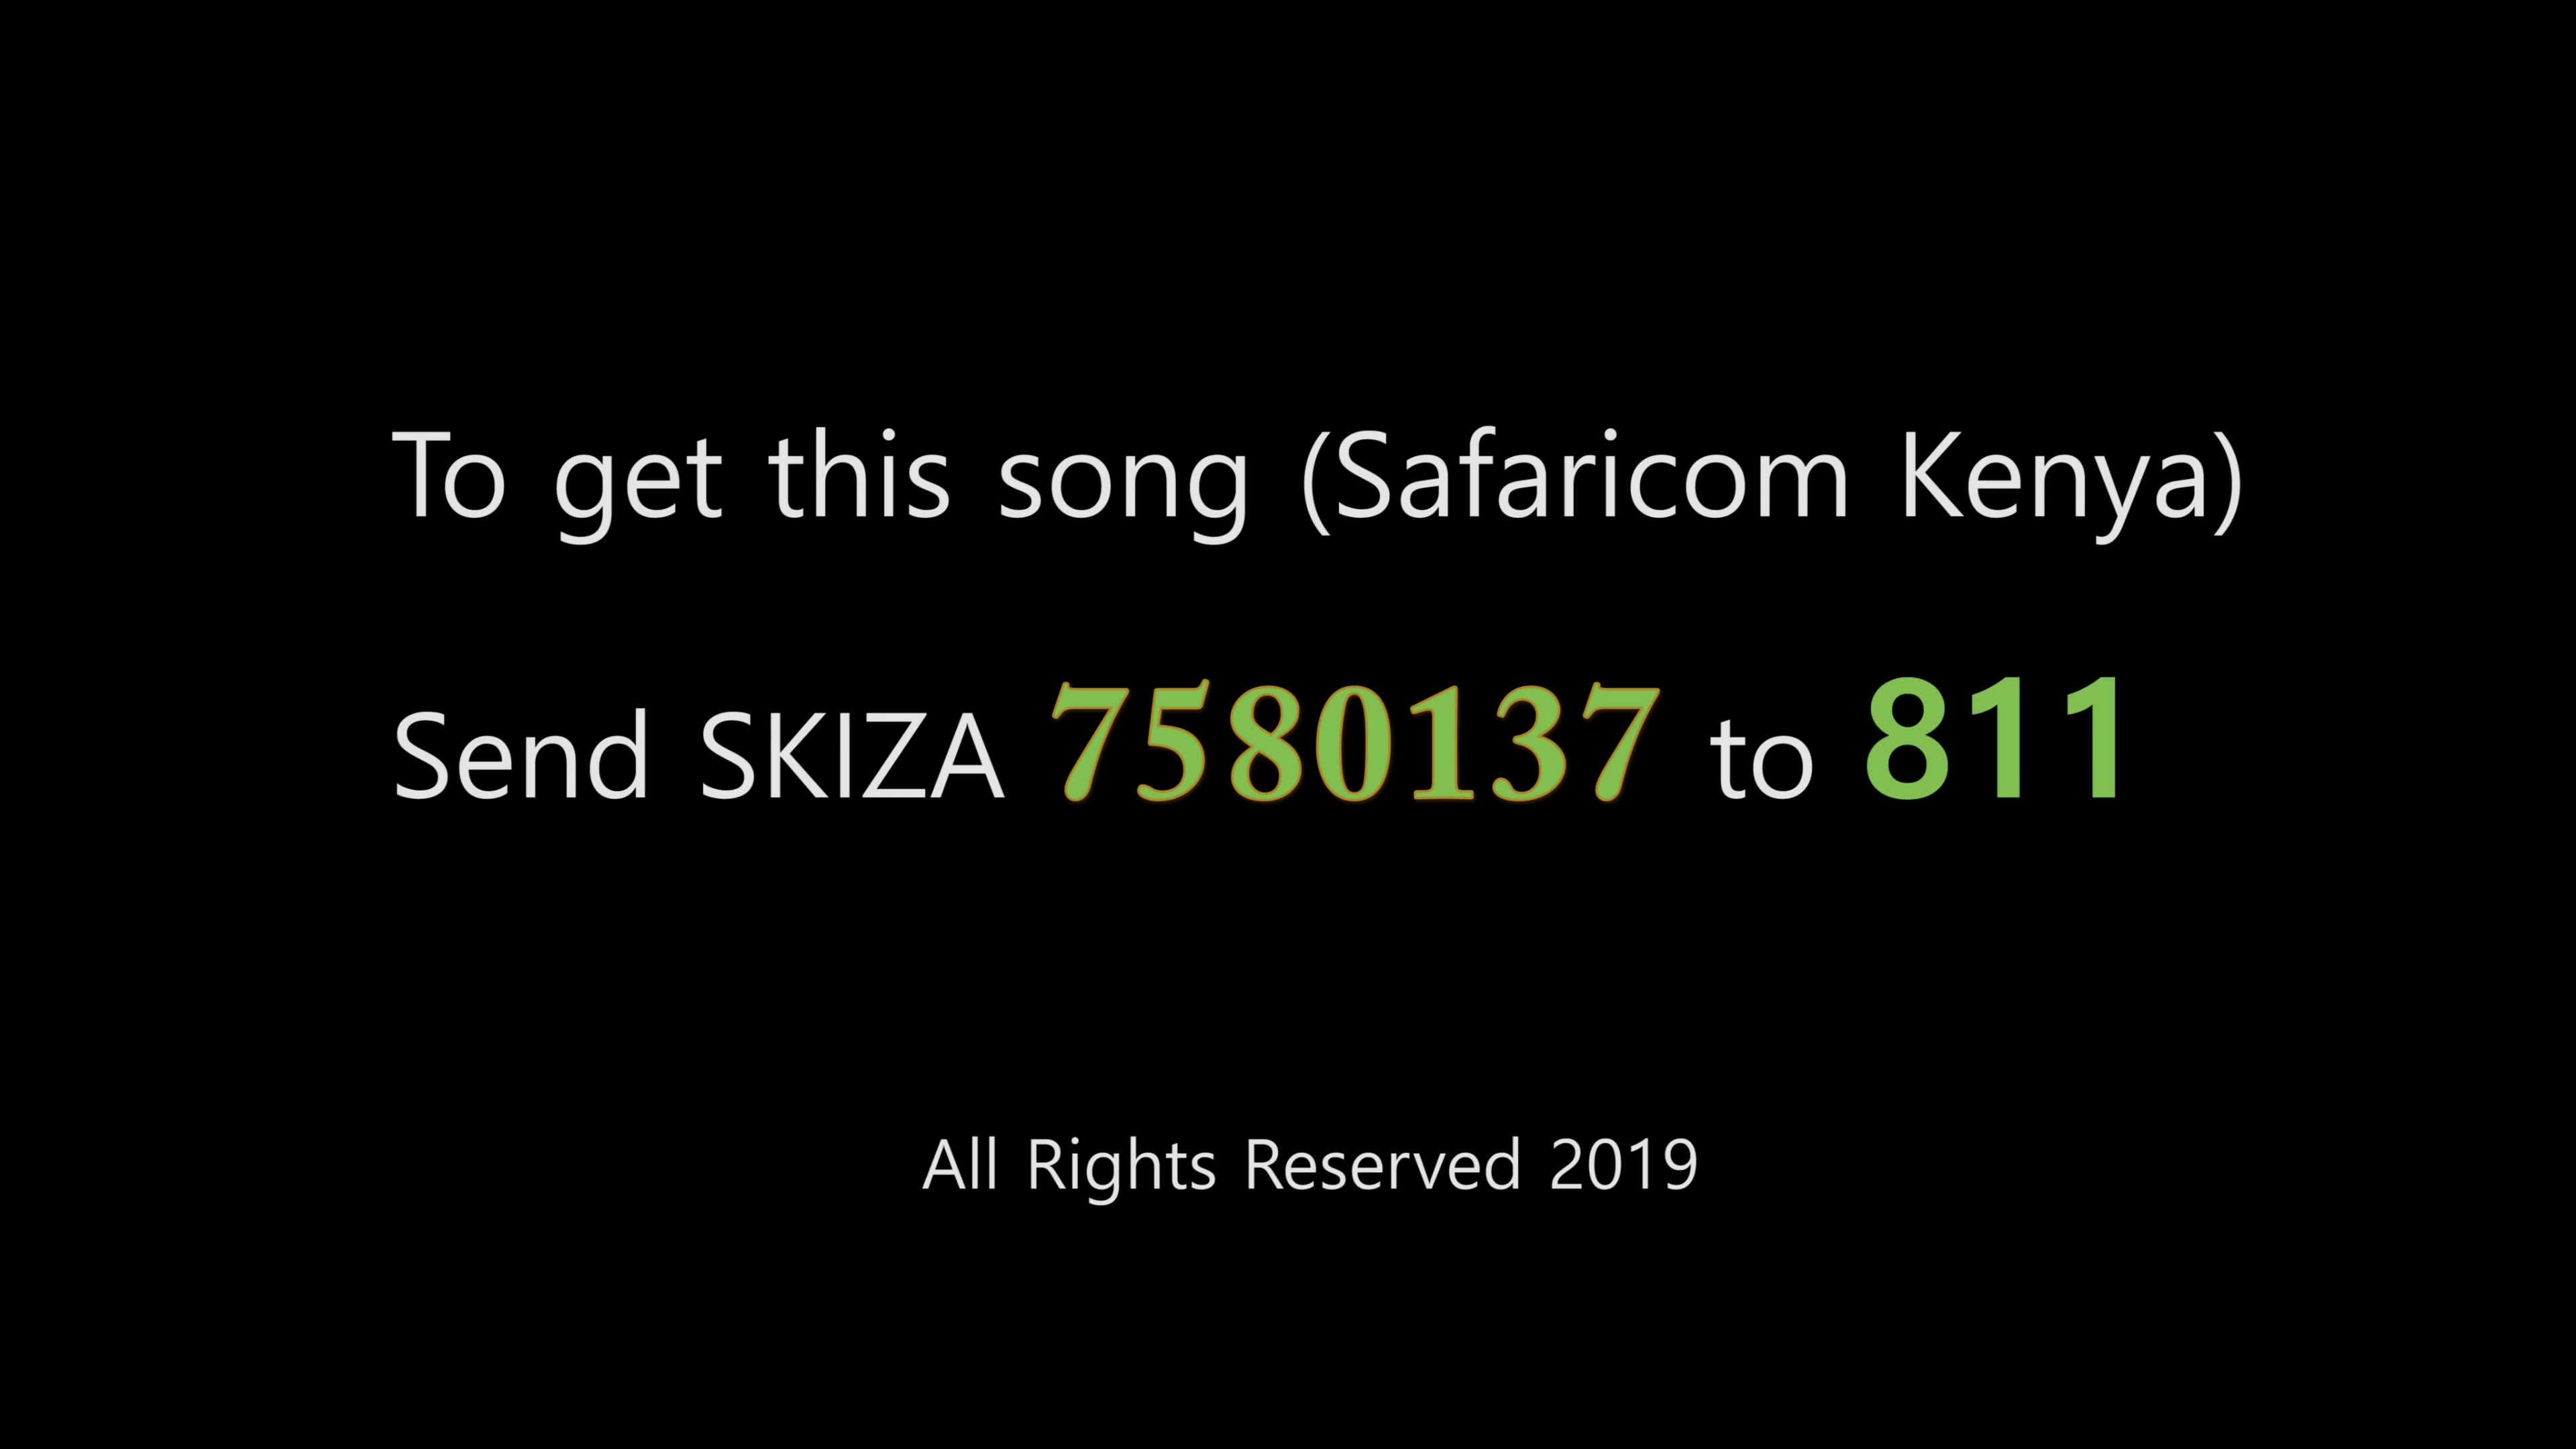 To get this song (Safaricom Kenya)
Send SKIZA 7580137 to 811
All Rights Reserved 2019